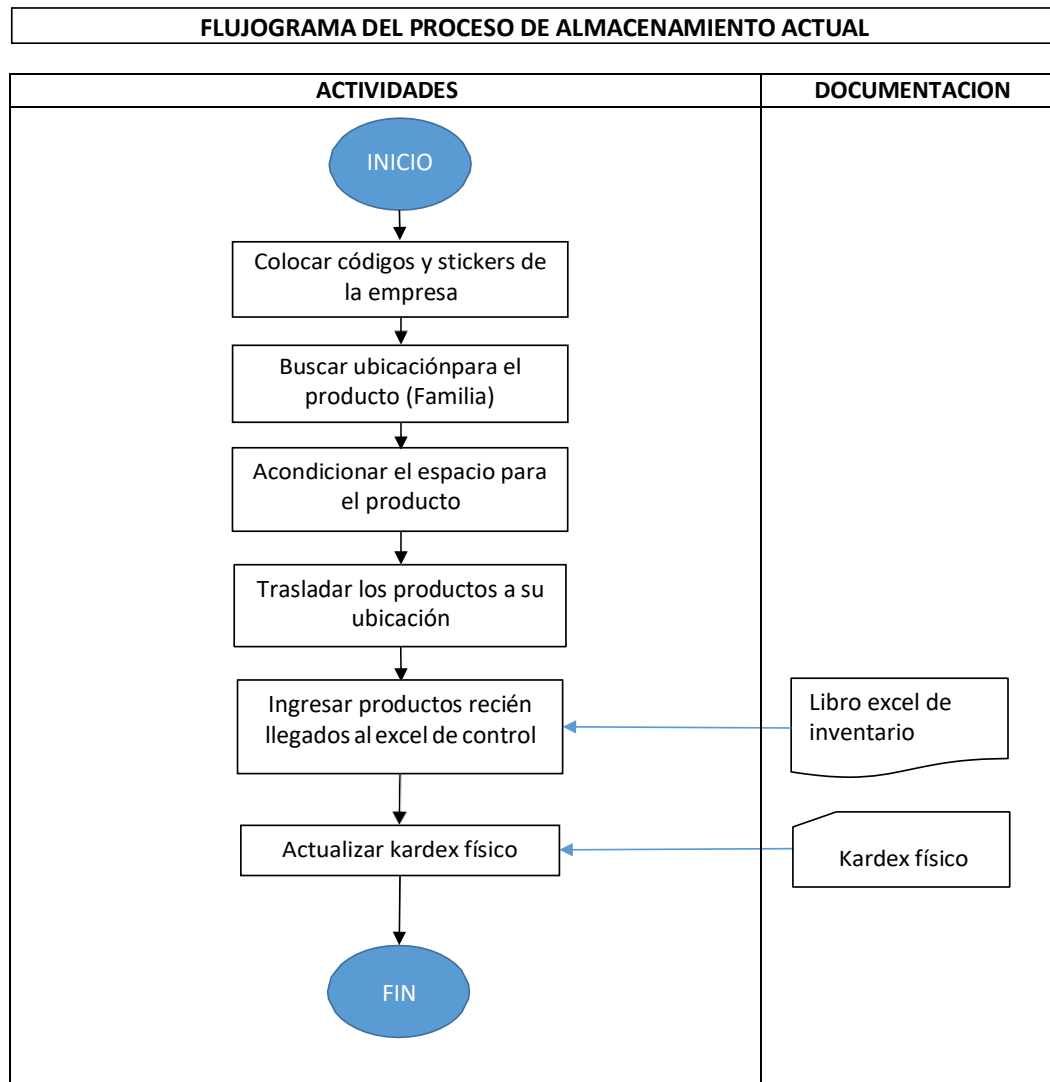 FLUJOGRAMA DEL PROCESO DE ALMACENAMIENTO ACTUAL
ACTIVIDADES
DOCUMENTACION
INICIO
Colocar códigos y stickers de
la empresa
Buscar ubicaciónpara el
producto (Familia)
Acondicionar el espacio para
el producto
Trasladar los productos a su
ubicación
Ingresar productos recién
llegados al excel de control
Libro excel de
inventario
Actualizar kardex físico
Kardex físico
FIN